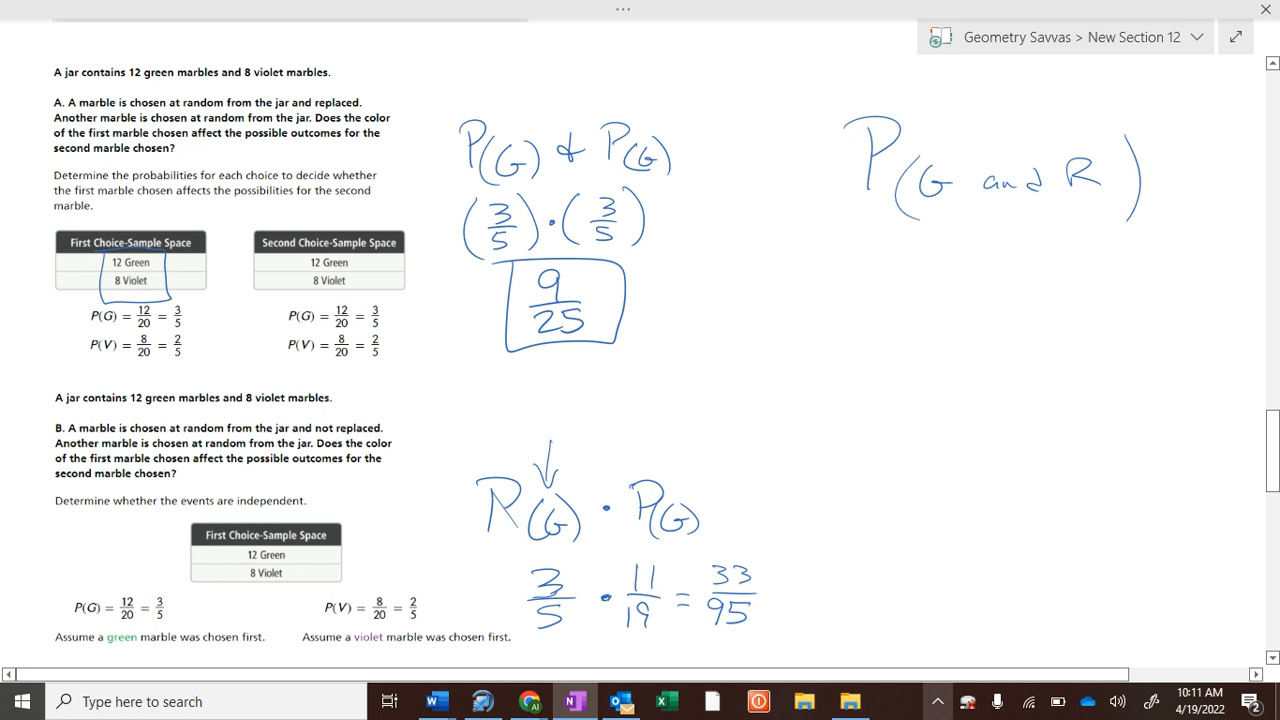 Geometry Savvas > New Section 12
A jar contains 12 green marbles and 8 violet marbles.
A. A marble is chosen at random from the jar and replaced.
Another marble is chosen at random from the jar. Does the color
of the first marble chosen affect the possible outcomes for the
second marble chosen?
Determine the probabilities for each choice to decide whether
the first marble chosen affects the possibilities for the second
marble.
First Choice-Sample Space
12 Green
8 Violet
P(G) = 12/20 = 3/5
P(V) = 8/20 = 2/5
Second Choice-Sample Space
12 Green
8 Violet
P(G) = 12/20 = 3/5
P(V) = 8/20 = 2/5
P(G) & P(G)
(3/5) · (3/5)
9/25
P(G and R)
A jar contains 12 green marbles and 8 violet marbles.
B. A marble is chosen at random from the jar and not replaced.
Another marble is chosen at random from the jar. Does the color
of the first marble chosen affect the possible outcomes for the
second marble chosen?
Determine whether the events are independent.
First Choice-Sample Space
12 Green
8 Violet
P(G) = 12/20 = 3/5
P(V) = 8/20 = 2/5
Assume a green marble was chosen first.
Assume a violet marble was chosen first.
P(G) · P(G)
3/5 · 11/19 = 33/95
Type here to search
10:11 AM
4/19/2022
2